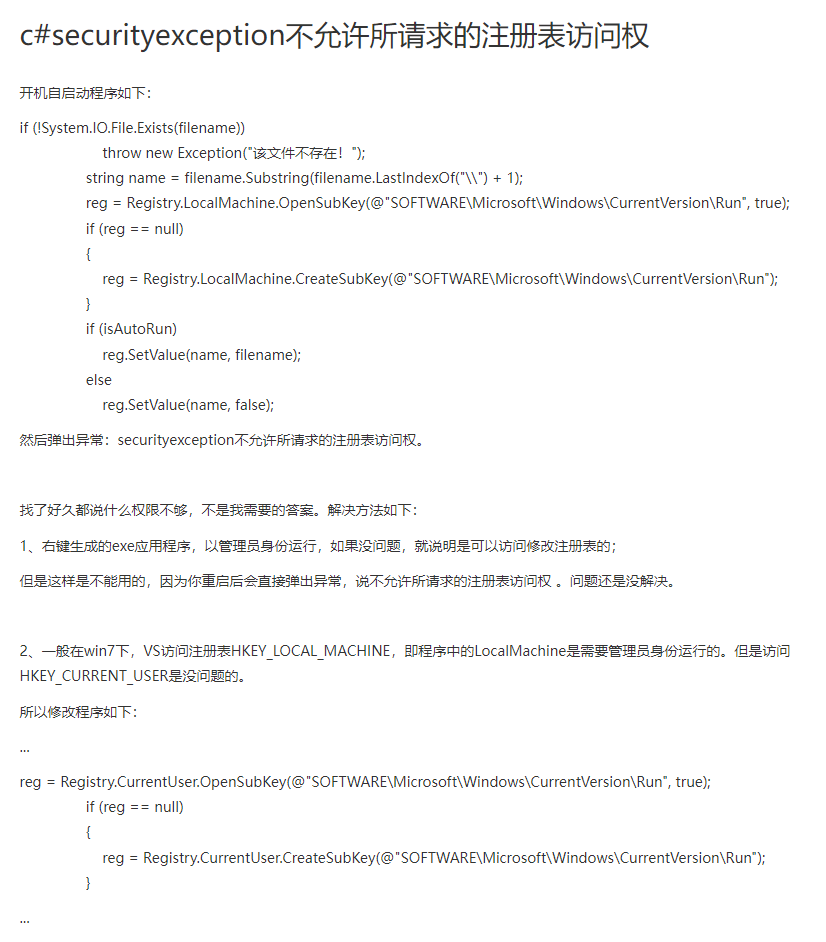 c#securityexception不允许所请求的注册表访问权
开机自启动程序如下：
if (!System.IO.File.Exists(filename))
throw new Exception("该文件不存在！");
string name = filename.Substring(filename.LastIndexOf("\\") + 1);
reg = Registry.LocalMachine.OpenSubKey(@"SOFTWARE\Microsoft\Windows\CurrentVersion\Run", true);
if (reg == null)
{
reg = Registry.LocalMachine.CreateSubKey(@"SOFTWARE\Microsoft\Windows\CurrentVersion\Run");
}
if (isAutoRun)
reg.SetValue(name, filename);
else
reg.SetValue(name, false);
然后弹出异常：securityexception不允许所请求的注册表访问权。
找了好久都说什么权限不够，不是我需要的答案。解决方法如下：
1、右键生成的exe应用程序，以管理员身份运行，如果没问题，就说明是可以访问修改注册表的；
但是这样是不能用的，因为你重启后会直接弹出异常，说不允许所请求的注册表访问权 。问题还是没解决。
2、一般在win7下，VS访问注册表HKEY_LOCAL_MACHINE，即程序中的LocalMachine是需要管理员身份运行的。但是访问
HKEY_CURRENT_USER是没问题的。
所以修改程序如下：
...
reg = Registry.CurrentUser.OpenSubKey(@"SOFTWARE\Microsoft\Windows\CurrentVersion\Run", true);
if (reg == null)
{
reg = Registry.CurrentUser.CreateSubKey(@"SOFTWARE\Microsoft\Windows\CurrentVersion\Run");
}
...